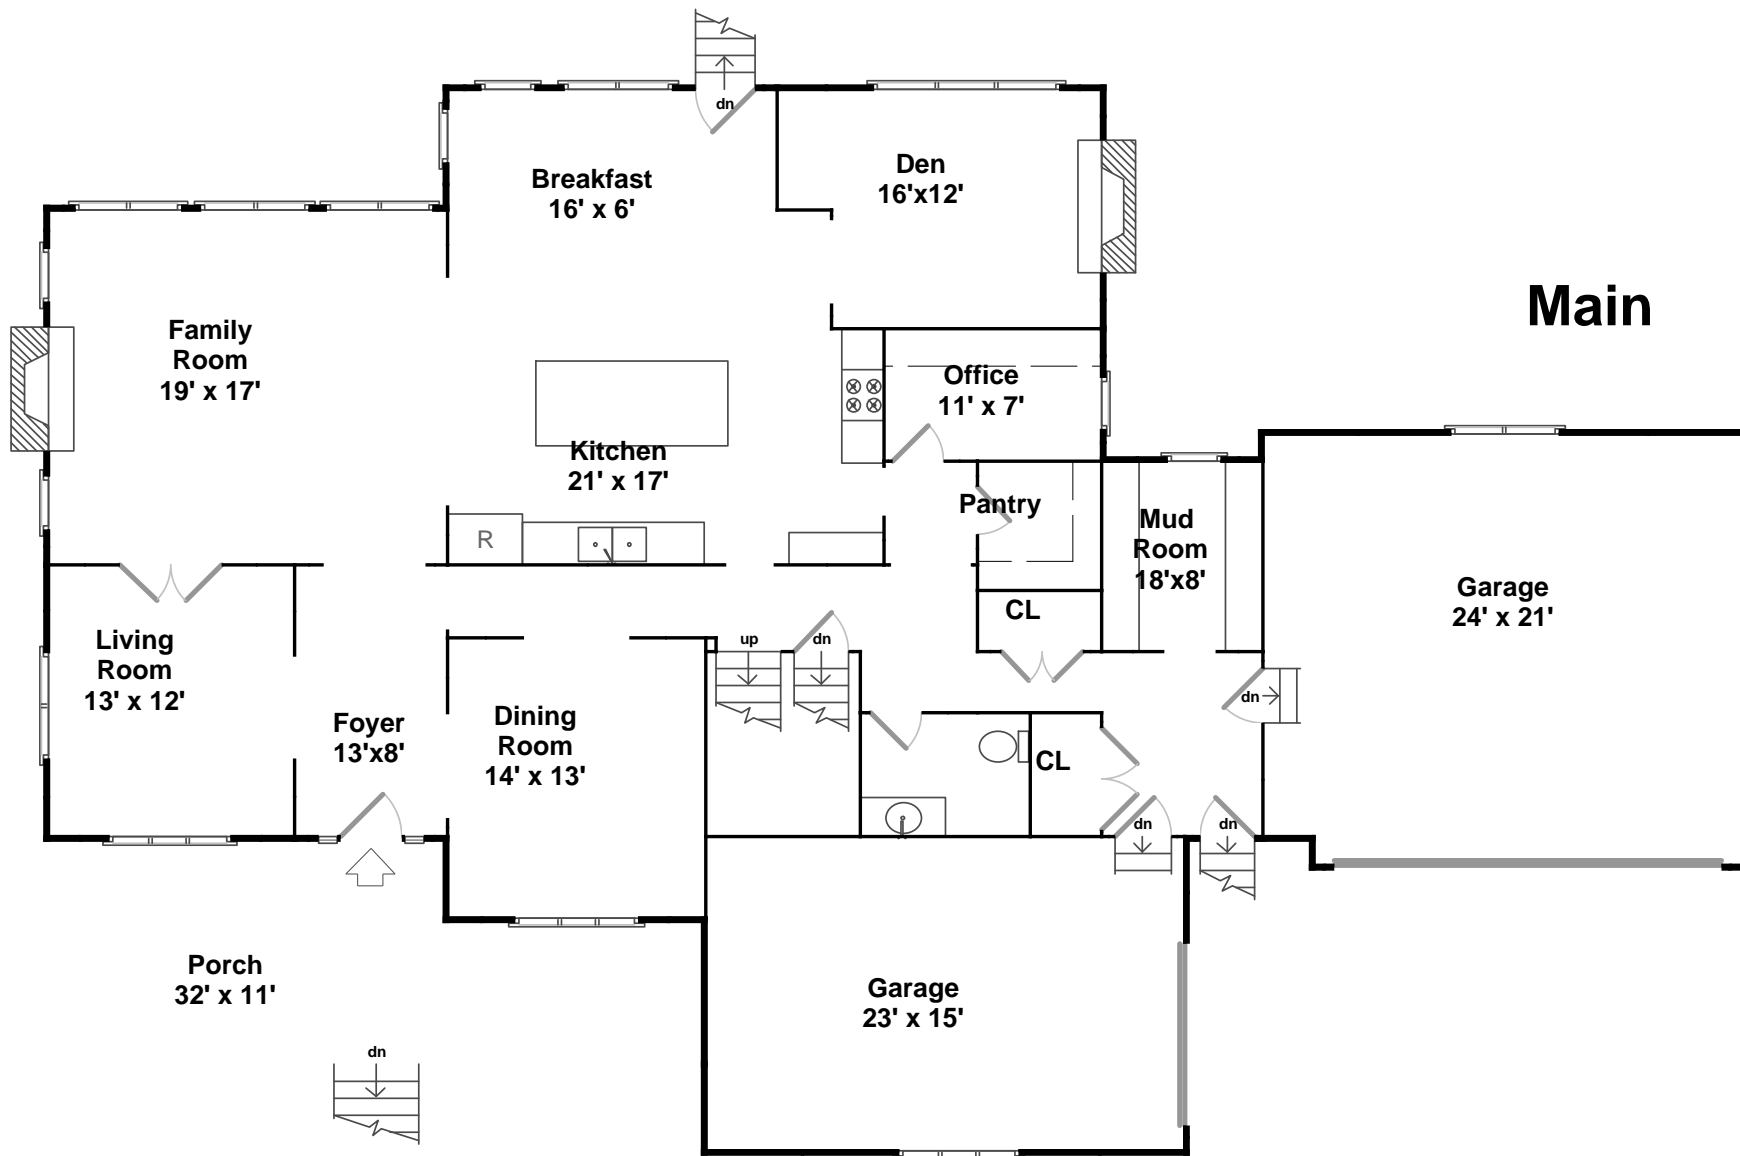 dn
Breakfast
16' x 6'
Den
16'x12'
Main
Family
Room
19' x 17'
Office
11' x 7'
Kitchen
21' x 17'
Pantry
R
Mud
Room
18'x8'
Garage
24' x 21'
CL
Living
Room
13' x 12'
up
dn
dn
Foyer
13'x8'
Dining
Room
14' x 13'
CL
dn
dn
Porch
32' x 11'
Garage
23' x 15'
dn